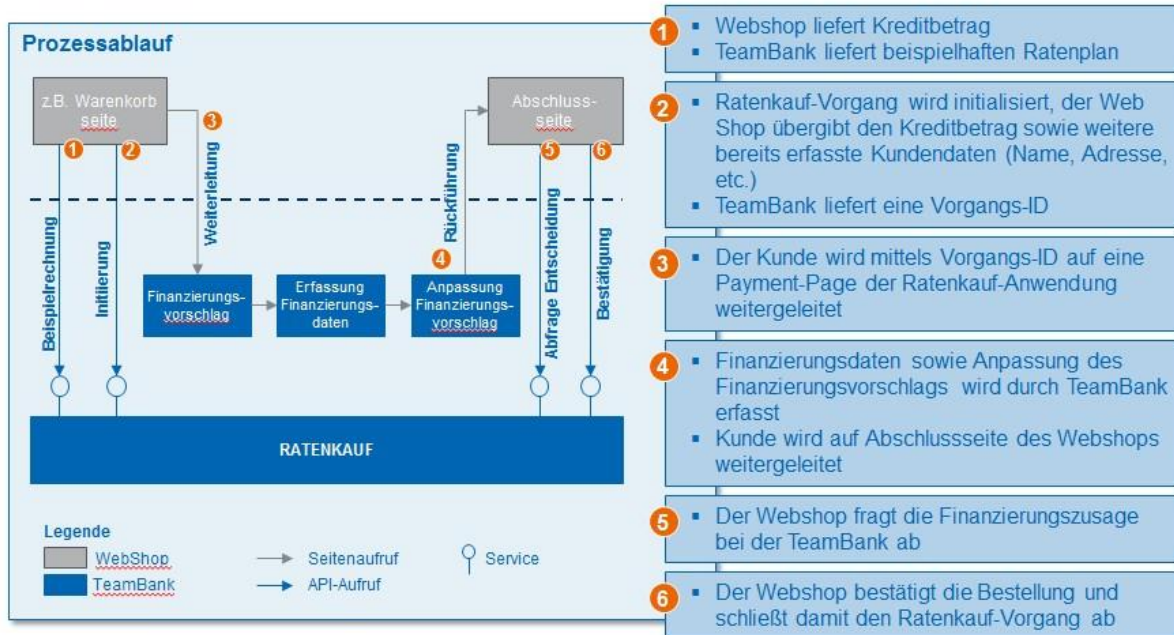 Prozessablauf
z.B. Warenkorb
seite
Abschluss-
seite
1
2
3
4
5
6
Beispielrechnung
Initiierung
Weiterleitung
Rückführung
Abfrage Entscheidung
Bestätigung
Finanzierungs-
vorschlag
Erfassung
Finanzierungs-
daten
Anpassung
Finanzierungs-
vorschlag
RATENKAUF
Legende
WebShop
TeamBank
Seitenaufruf
API-Aufruf
Service
1
▪ Webshop liefert Kreditbetrag
▪ TeamBank liefert beispielhaften Ratenplan
2
▪ Ratenkauf-Vorgang wird initialisiert, der Web
Shop übergibt den Kreditbetrag sowie weitere
bereits erfasste Kundendaten (Name, Adresse,
etc.)
▪ TeamBank liefert eine Vorgangs-ID
3
▪ Der Kunde wird mittels Vorgangs-ID auf eine
Payment-Page der Ratenkauf-Anwendung
weitergeleitet
4
▪ Finanzierungsdaten sowie Anpassung des
Finanzierungsvorschlags wird durch TeamBank
erfasst
▪ Kunde wird auf Abschlussseite des Webshops
weitergeleitet
5
▪ Der Webshop fragt die Finanzierungszusage
bei der TeamBank ab
6
▪ Der Webshop bestätigt die Bestellung und
schließt damit den Ratenkauf-Vorgang ab